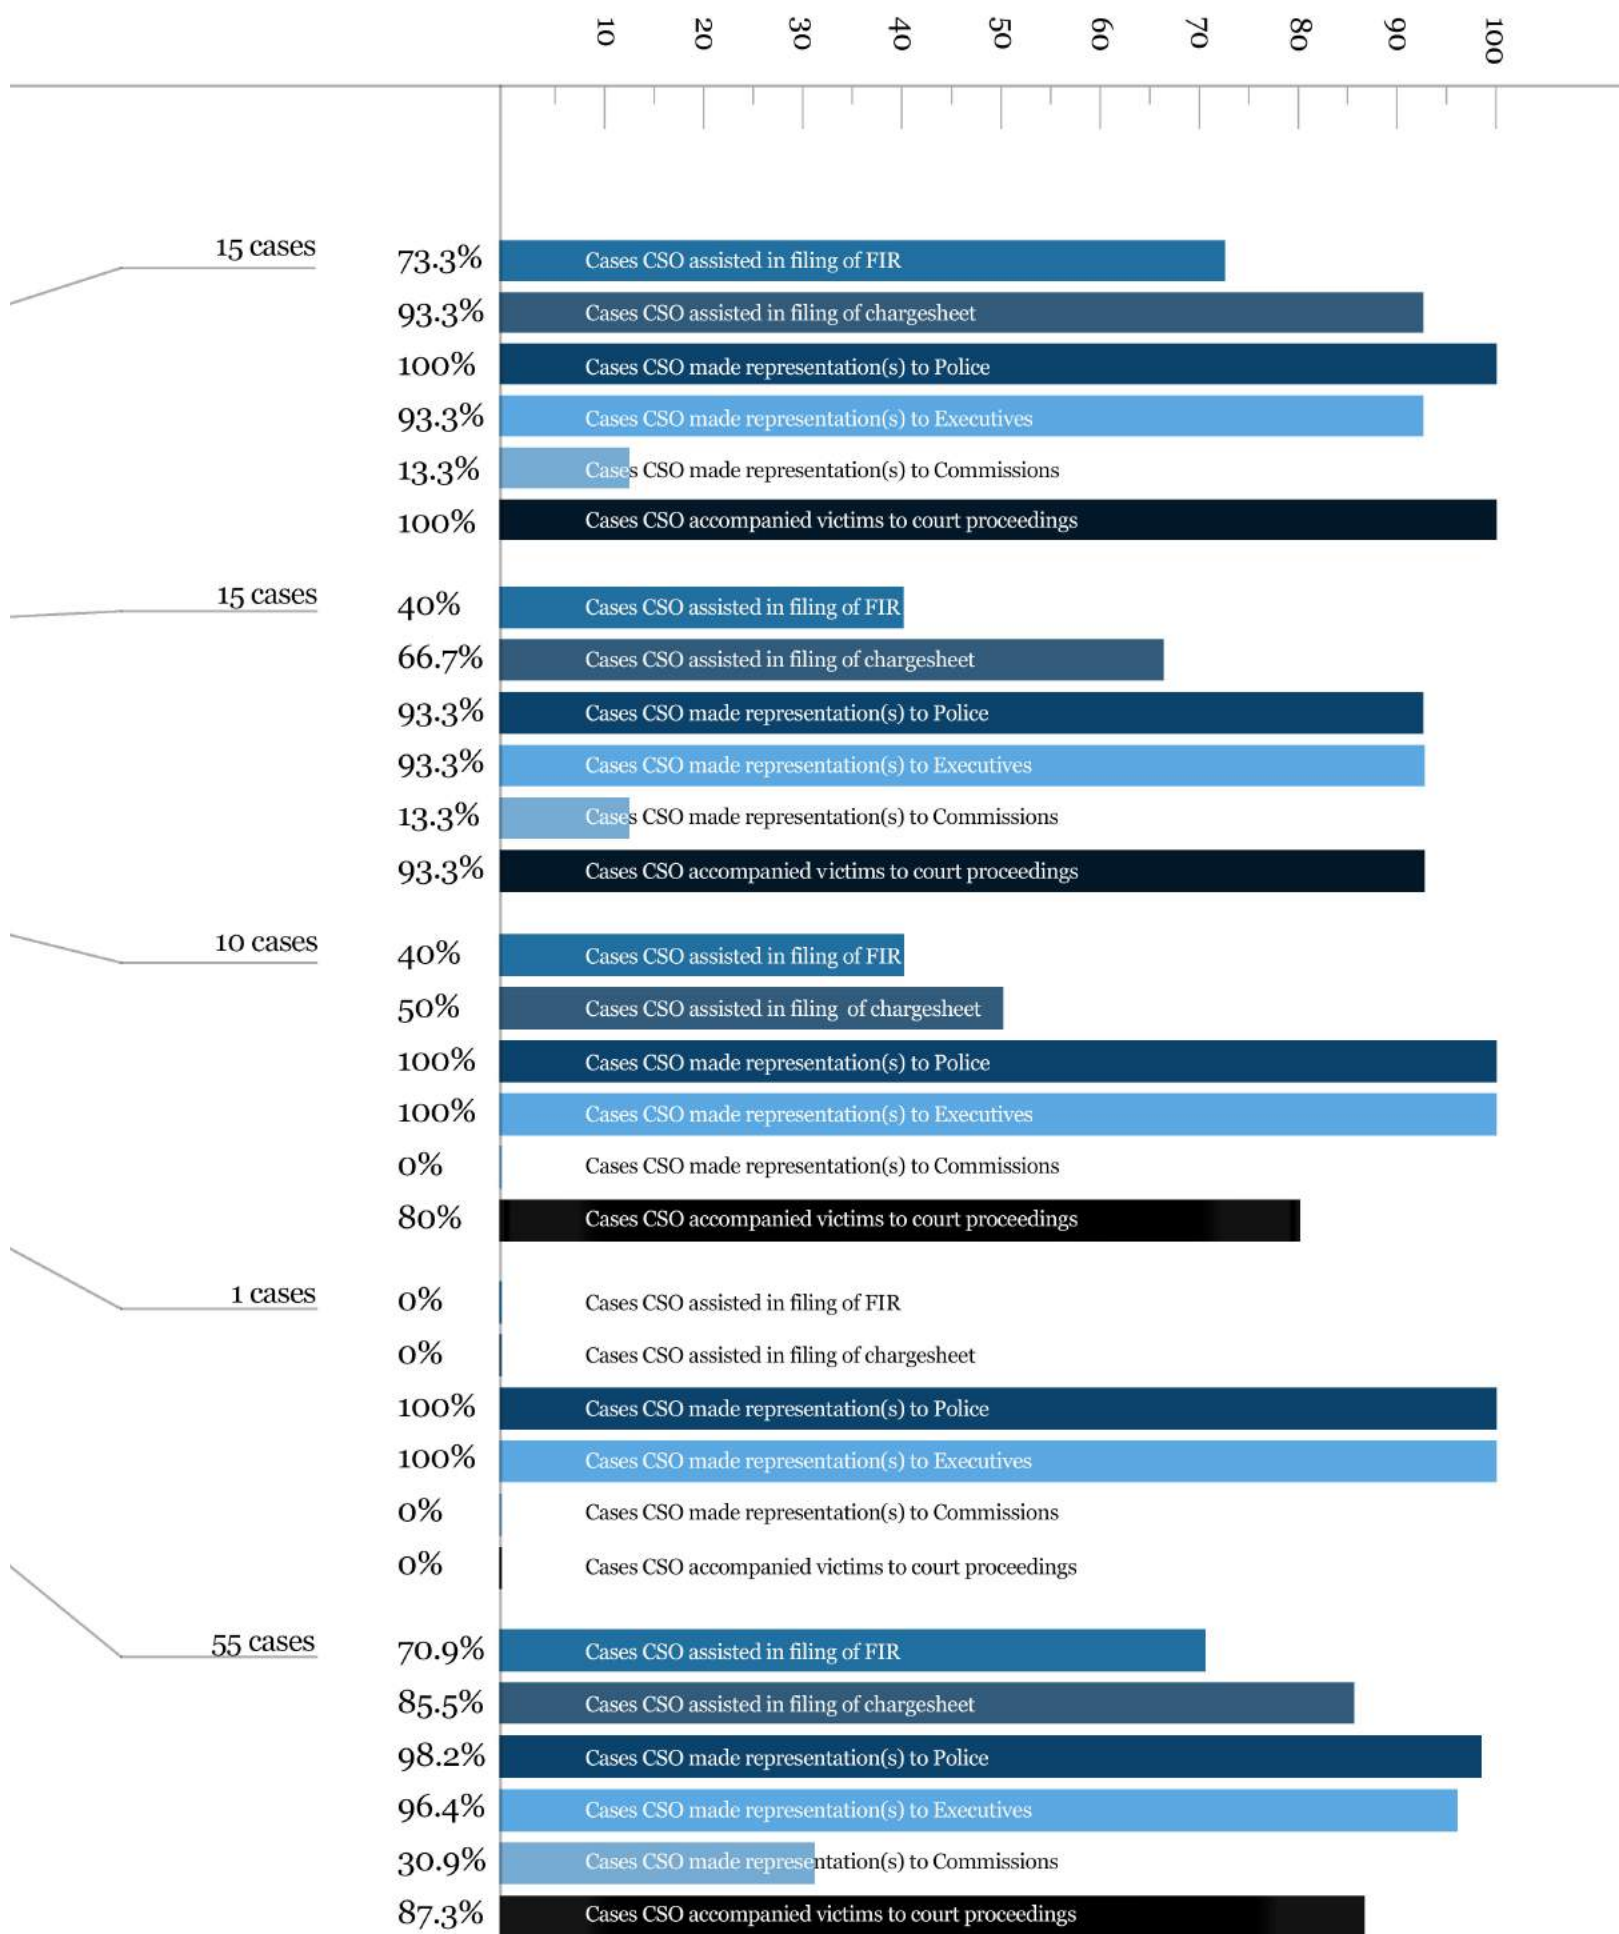 10 20 30 40 50 60 70 80 90 100
15 cases
73.3% Cases CSO assisted in filing of FIR
93.3% Cases CSO assisted in filing of chargesheet
100% Cases CSO made representation(s) to Police
93.3% Cases CSO made representation(s) to Executives
13.3% Cases CSO made representation(s) to Commissions
100% Cases CSO accompanied victims to court proceedings
15 cases
40% Cases CSO assisted in filing of FIR
66.7% Cases CSO assisted in filing of chargesheet
93.3% Cases CSO made representation(s) to Police
93.3% Cases CSO made representation(s) to Executives
13.3% Cases CSO made representation(s) to Commissions
93.3% Cases CSO accompanied victims to court proceedings
10 cases
40% Cases CSO assisted in filing of FIR
50% Cases CSO assisted in filing of chargesheet
100% Cases CSO made representation(s) to Police
100% Cases CSO made representation(s) to Executives
0% Cases CSO made representation(s) to Commissions
80% Cases CSO accompanied victims to court proceedings
1 cases
0% Cases CSO assisted in filing of FIR
0% Cases CSO assisted in filing of chargesheet
100% Cases CSO made representation(s) to Police
100% Cases CSO made representation(s) to Executives
0% Cases CSO made representation(s) to Commissions
0% Cases CSO accompanied victims to court proceedings
55 cases
70.9% Cases CSO assisted in filing of FIR
85.5% Cases CSO assisted in filing of chargesheet
98.2% Cases CSO made representation(s) to Police
96.4% Cases CSO made representation(s) to Executives
30.9% Cases CSO made representation(s) to Commissions
87.3% Cases CSO accompanied victims to court proceedings